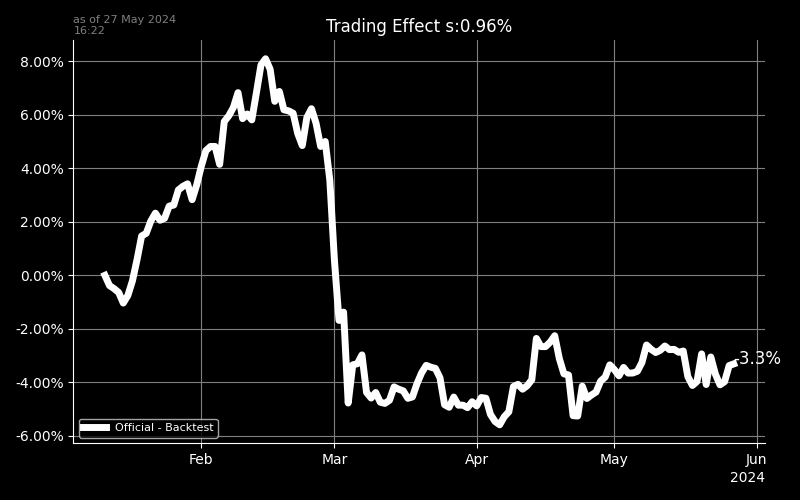 as of 27 May 2024
16:22
Trading Effect s:0.96%
8.00%
6.00%
4.00%
2.00%
0.00%
-2.00%
-4.00%
-6.00%
-3.3%
Official - Backtest
Feb
Mar
Apr
May
Jun
2024